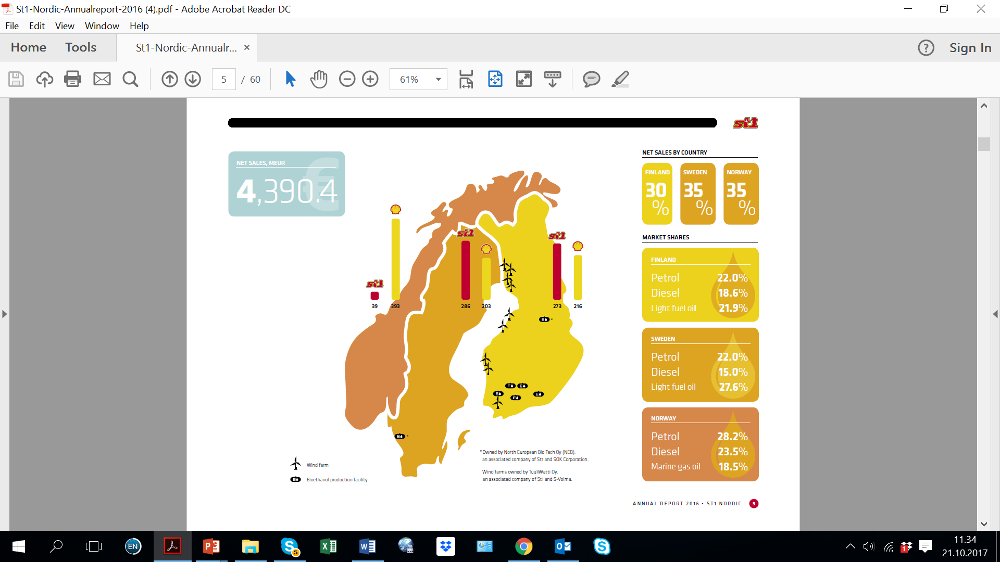 St1-Nordic-Annualreport-2016 (4).pdf - Adobe Acrobat Reader DC
File Edit View Window Help
Home Tools St1-Nordic-Annualr... × ? Sign In
5 / 60 61%
st1
NET SALES, MEUR
€
4,390.4
NET SALES BY COUNTRY
FINLAND SWEDEN NORWAY
30 % 35 % 35 %
MARKET SHARES
FINLAND
Petrol 22.0%
Diesel 18.6%
Light fuel oil 21.9%
SWEDEN
Petrol 22.0%
Diesel 15.0%
Light fuel oil 27.6%
NORWAY
Petrol 28.2%
Diesel 23.5%
Marine gas oil 18.5%
st1 st1 st1
39 393 286 203 273 216
E *
E E
E E E
E *
Wind farm
E Bioethanol production facility
*Owned by North European Bio Tech Oy (NEB),
an associated company of St1 and SOK Corporation.
Wind farms owned by TuuliWatti Oy,
an associated company of St1 and S-Voima.
ANNUAL REPORT 2016 • ST1 NORDIC 3
EN P 5 X W O 1 11.34
21.10.2017